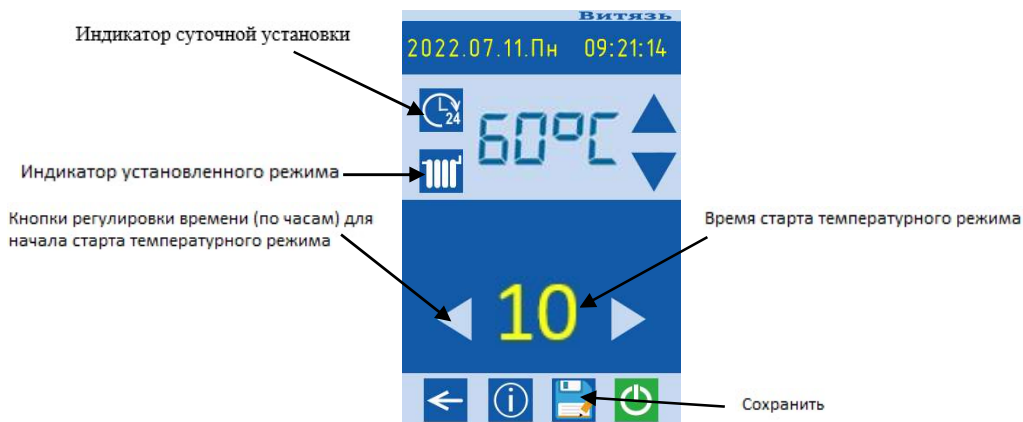 Витязь
Индикатор суточной установки
2022.07.11.Пн 09:21:14
24
60°C
Индикатор установленного режима
Кнопки регулировки времени (по часам) для
начала старта температурного режима
Время старта температурного режима
10
Сохранить